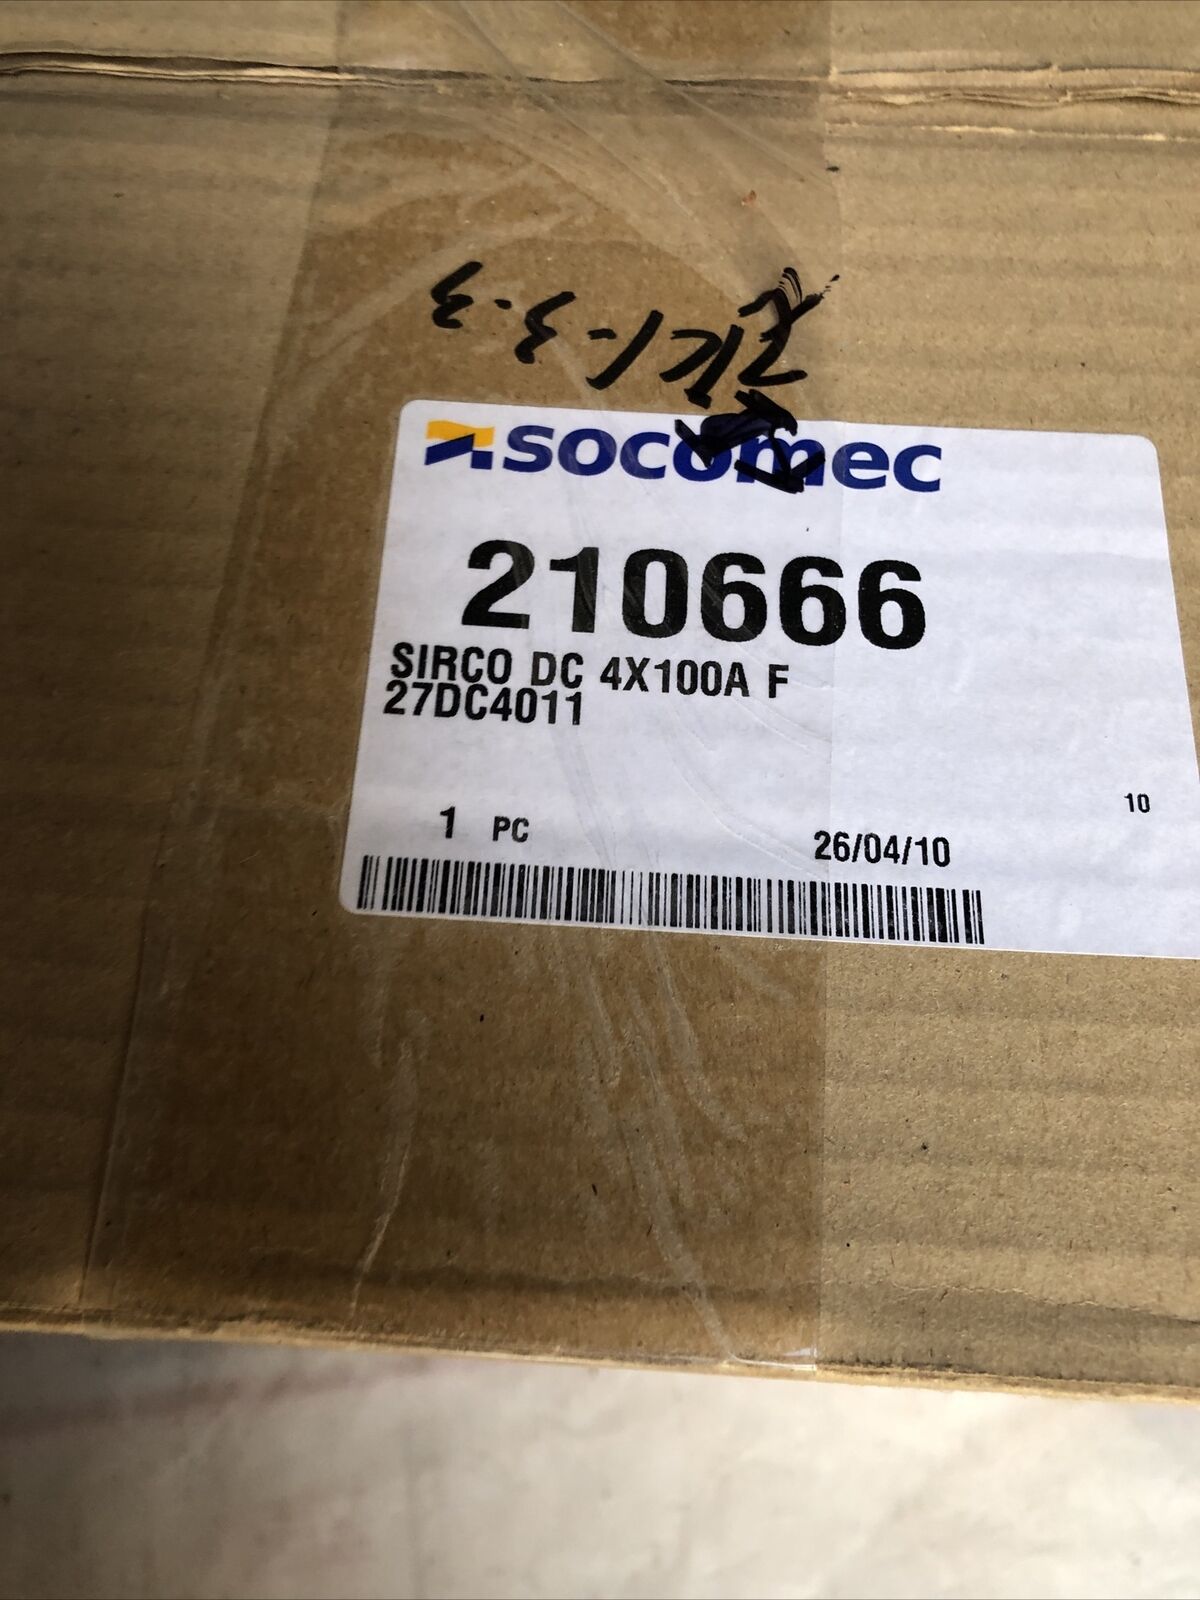 socomec
210666
SIRCO DC 4X100A F
27DC4011
10
1 PC
26/04/10